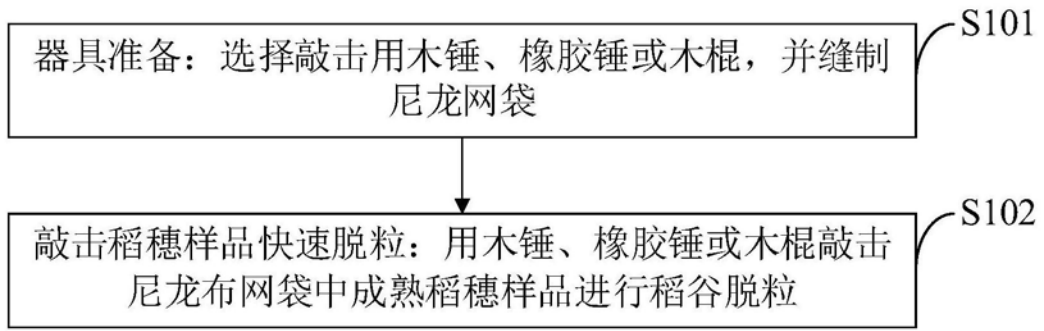 S101
器具准备：选择敲击用木锤、橡胶锤或木棍，并缝制
尼龙网袋
S102
敲击稻穗样品快速脱粒：用木锤、橡胶锤或木棍敲击
尼龙布网袋中成熟稻穗样品进行稻谷脱粒